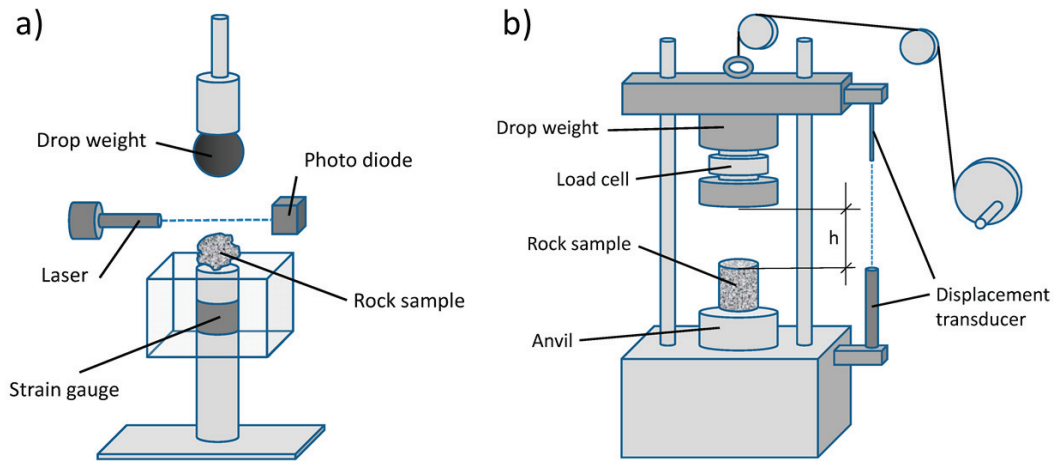 a)
Drop weight
Photo diode
Laser
Rock sample
Strain gauge
b)
Drop weight
Load cell
h
Rock sample
Anvil
Displacement
transducer